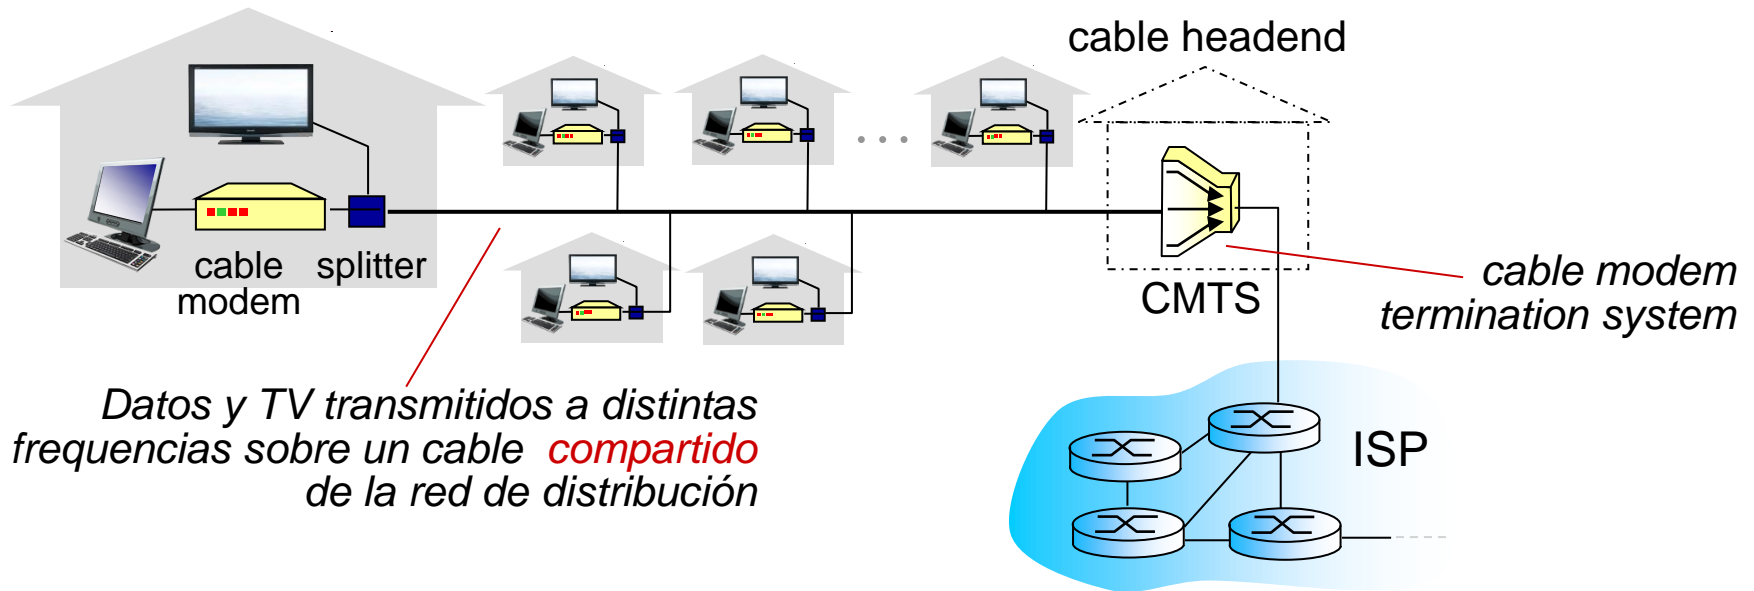 cable headend
cable
modem
splitter
CMTS
cable modem
termination system
Datos y TV transmitidos a distintas
frequencias sobre un cable compartido
de la red de distribución
ISP